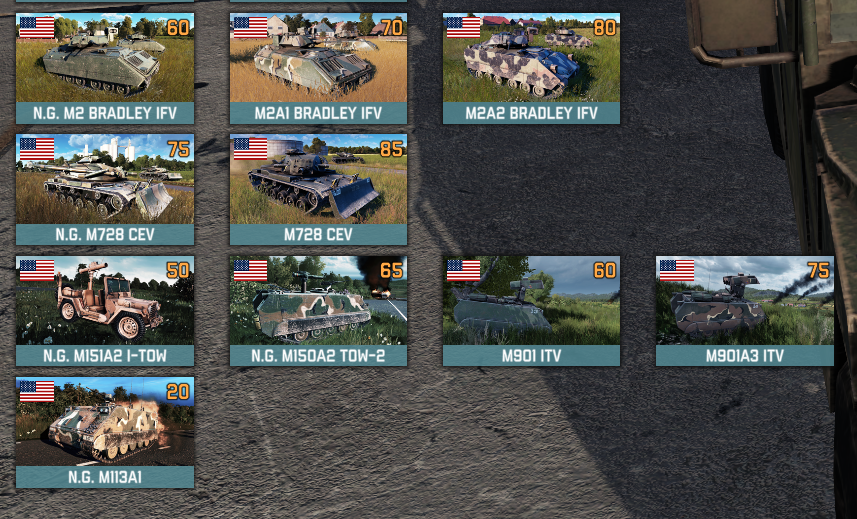 60
70
80
N.G. M2 BRADLEY IFV
M2A1 BRADLEY IFV
M2A2 BRADLEY IFV
75
85
N.G. M728 CEV
M728 CEV
50
65
60
75
N.G. M151A2 I-TOW
N.G. M150A2 TOW-2
M901 ITV
M901A3 ITV
20
N.G. M113A1